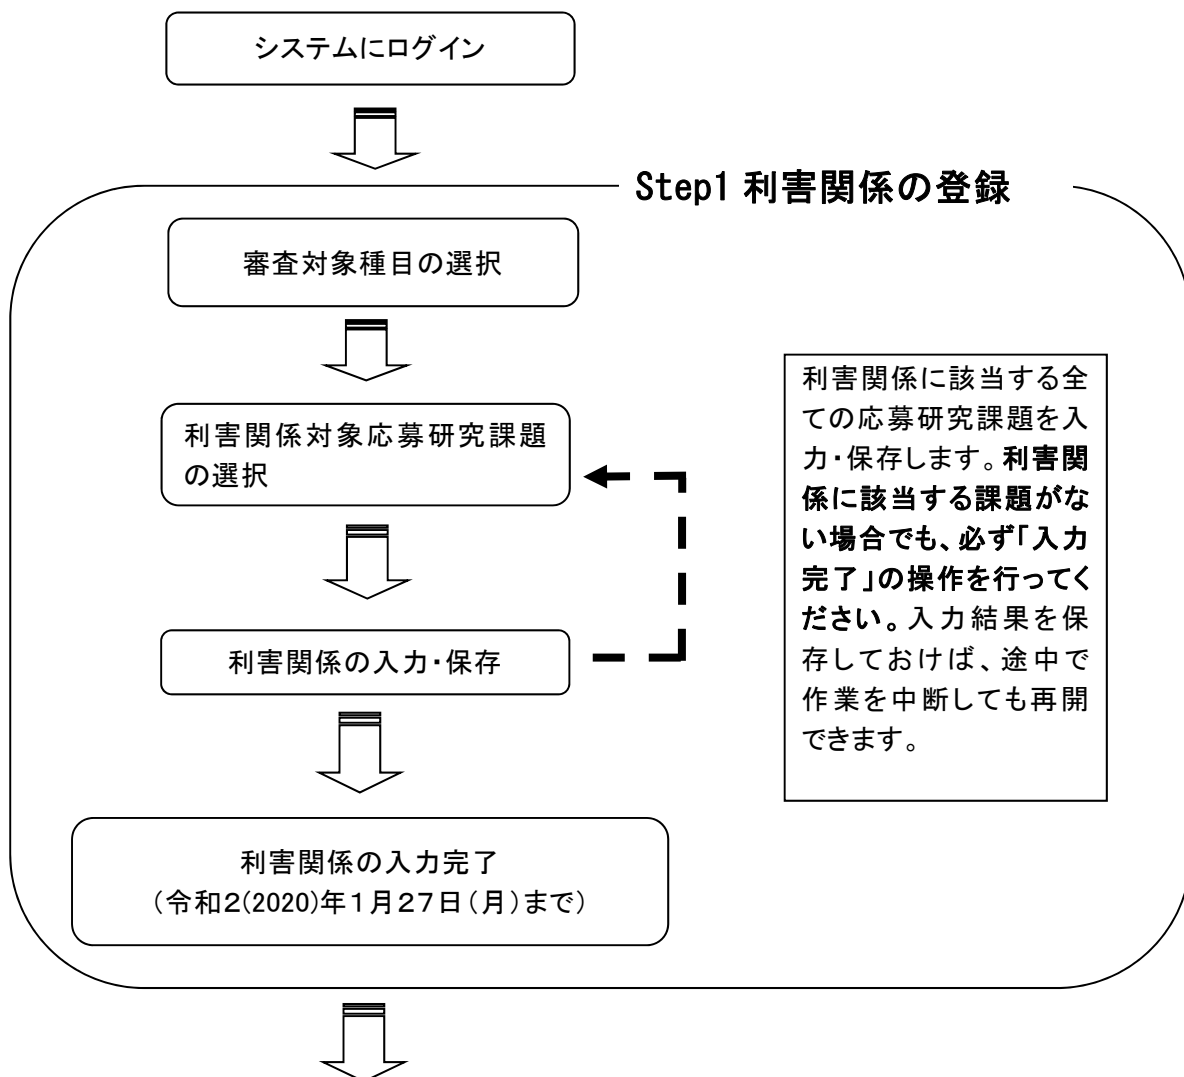 システムにログイン
Step1 利害関係の登録
審査対象種目の選択
利害関係対象応募研究課題
の選択
利害関係の入力・保存
利害関係の入力完了
（令和２(2020)年１月２７日（月）まで）
利害関係に該当する全
ての応募研究課題を入
力・保存します。利害関
係に該当する課題がな
い場合でも、必ず「入力
完了」の操作を行ってく
ださい。入力結果を保
存しておけば、途中で
作業を中断しても再開
できます。